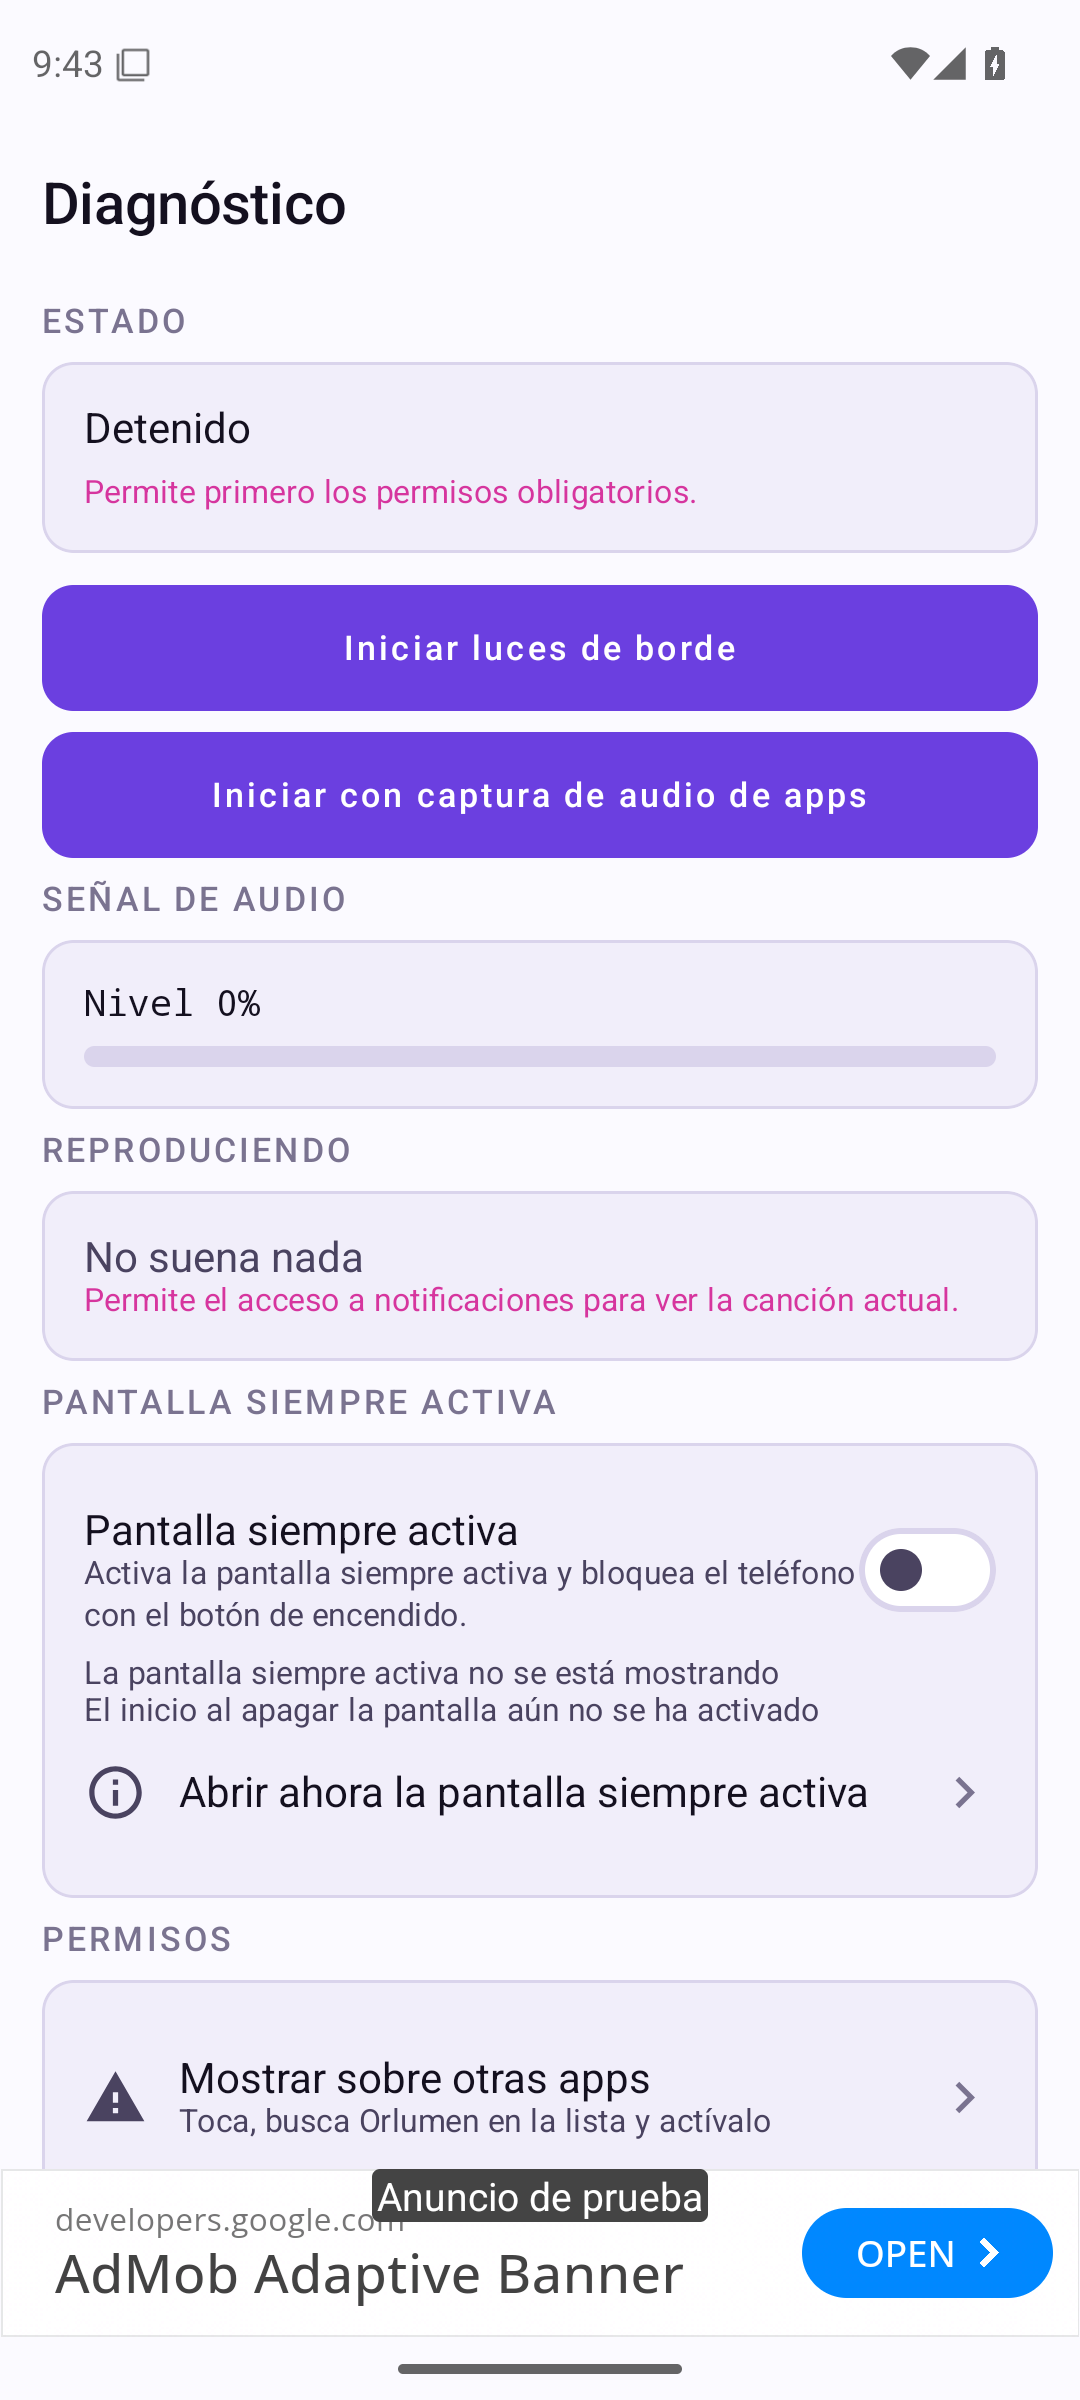 9:43
Diagnóstico
ESTADO
Detenido
Permite primero los permisos obligatorios.
Iniciar luces de borde
Iniciar con captura de audio de apps
SEÑAL DE AUDIO
Nivel 0%
REPRODUCIENDO
No suena nada
Permite el acceso a notificaciones para ver la canción actual.
PANTALLA SIEMPRE ACTIVA
Pantalla siempre activa
Activa la pantalla siempre activa y bloquea el teléfono
con el botón de encendido.
La pantalla siempre activa no se está mostrando
El inicio al apagar la pantalla aún no se ha activado
Abrir ahora la pantalla siempre activa
PERMISOS
Mostrar sobre otras apps
Toca, busca Orlumen en la lista y actívalo
Anuncio de prueba
developers.google.com
AdMob Adaptive Banner
OPEN